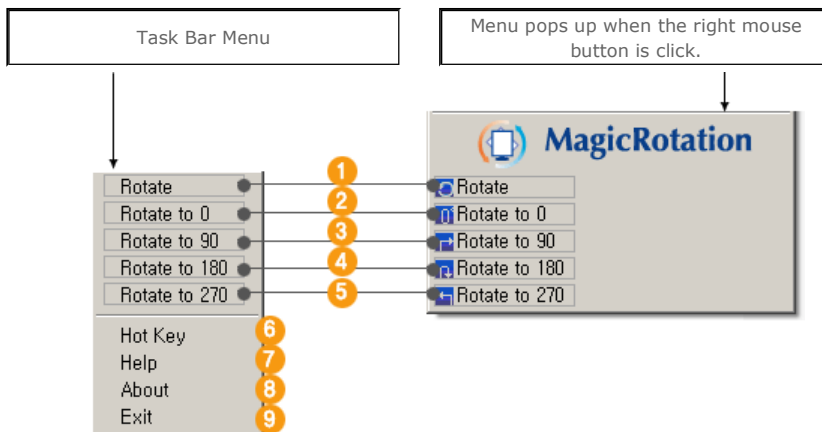 Task Bar Menu
Menu pops up when the right mouse
button is click.
MagicRotation
Rotate
1
Rotate
Rotate to 0
2
Rotate to 0
Rotate to 90
3
Rotate to 90
Rotate to 180
4
Rotate to 180
Rotate to 270
5
Rotate to 270
Hot Key
6
Help
7
About
8
Exit
9